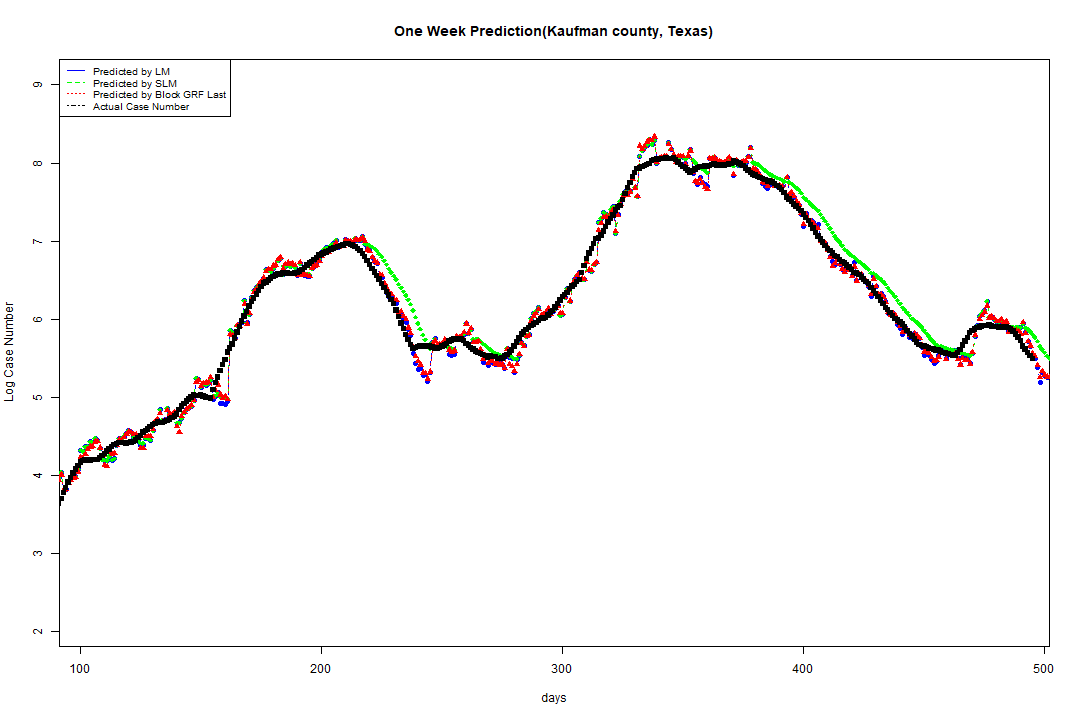 One Week Prediction(Kaufman county, Texas)
Predicted by LM
Predicted by SLM
Predicted by Block GRF Last
Actual Case Number
9
8
7
6
5
4
3
2
Log Case Number
100 200 300 400 500
days